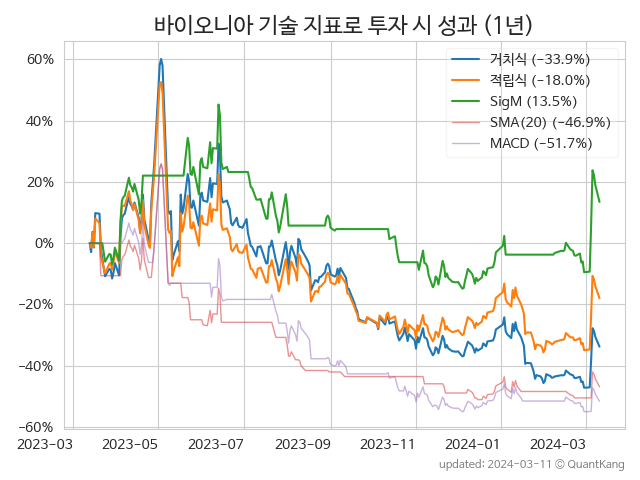 바이오니아 기술 지표로 투자 시 성과 (1년)
거치식 (−33.9%)
적립식 (−18.0%)
SigM (13.5%)
SMA(20) (−46.9%)
MACD (−51.7%)
60%
40%
20%
0%
−20%
−40%
−60%
2023-03 2023-05 2023-07 2023-09 2023-11 2024-01 2024-03
updated: 2024-03-11 © QuantKang